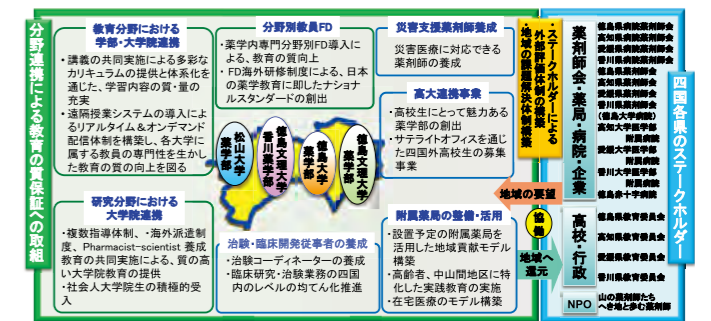 分野連携による教育の質保証への取組
教育分野における
学部・大学院連携
・講義の共同実施による多彩な
カリキュラムの提供と体系化を
通じた、学習内容の質・量の
充実
・遠隔授業システムの導入に
よるリアルタイム＆オンデマンド
配信体制を構築し、各大学に
属する教員の専門性を生かし
た教育の質の向上を図る
分野別教員FD
・薬学内専門分野別FD導入に
よる、教育の質向上
・FD海外研修制度による、日本
の薬学教育に即したナショナ
ルスタンダードの創出
災害支援薬剤師養成
災害医療に対応できる
薬剤師の養成
高大連携事業
・高校生にとって魅力ある
薬学部の創出
・サテライトオフィスを通じ
た四国外高校生の募集
事業
松山大学
薬学部
徳島文理大学
香川薬学部
徳島大学
薬学部
徳島文理大学
薬学部
研究分野における
大学院連携
・複数指導体制、・海外派遣制
度、Pharmacist-scientist 養成
教育の共同実施による、質の高
い大学院教育の提供
・社会人大学院生の積極的受
入
治験・臨床開発従事者の養成
・治験コーディネーターの養成
・臨床研究・治験業務の四国
内のレベルの均てん化推進
附属薬局の整備・活用
・設置予定の附属薬局を
活用した地域貢献モデル
構築
・高齢者、中山間地区に特
化した実践教育の実施
・在宅医療のモデル構築
・ステークホルダーによる
外部評価体制の構築
・地域の課題解決体制構築
地域の要望
協働
地域へ
還元
薬剤師会・薬局・病院・企業
徳島県病院薬剤師会
高知県病院薬剤師会
愛媛県病院薬剤師会
香川県病院薬剤師会
徳島県薬剤師会
高知県薬剤師会
愛媛県薬剤師会
香川県薬剤師会
（徳島大学病院）
高知大学医学部
附属病院
愛媛大学医学部
附属病院
香川大学医学部
附属病院
徳島赤十字病院
高校・行政
徳島県教育委員会
高知県教育委員会
愛媛県教育委員会
香川県教育委員会
NPO
山の薬剤師たち
へき地と歩む薬剤師
四国各県のステークホルダー